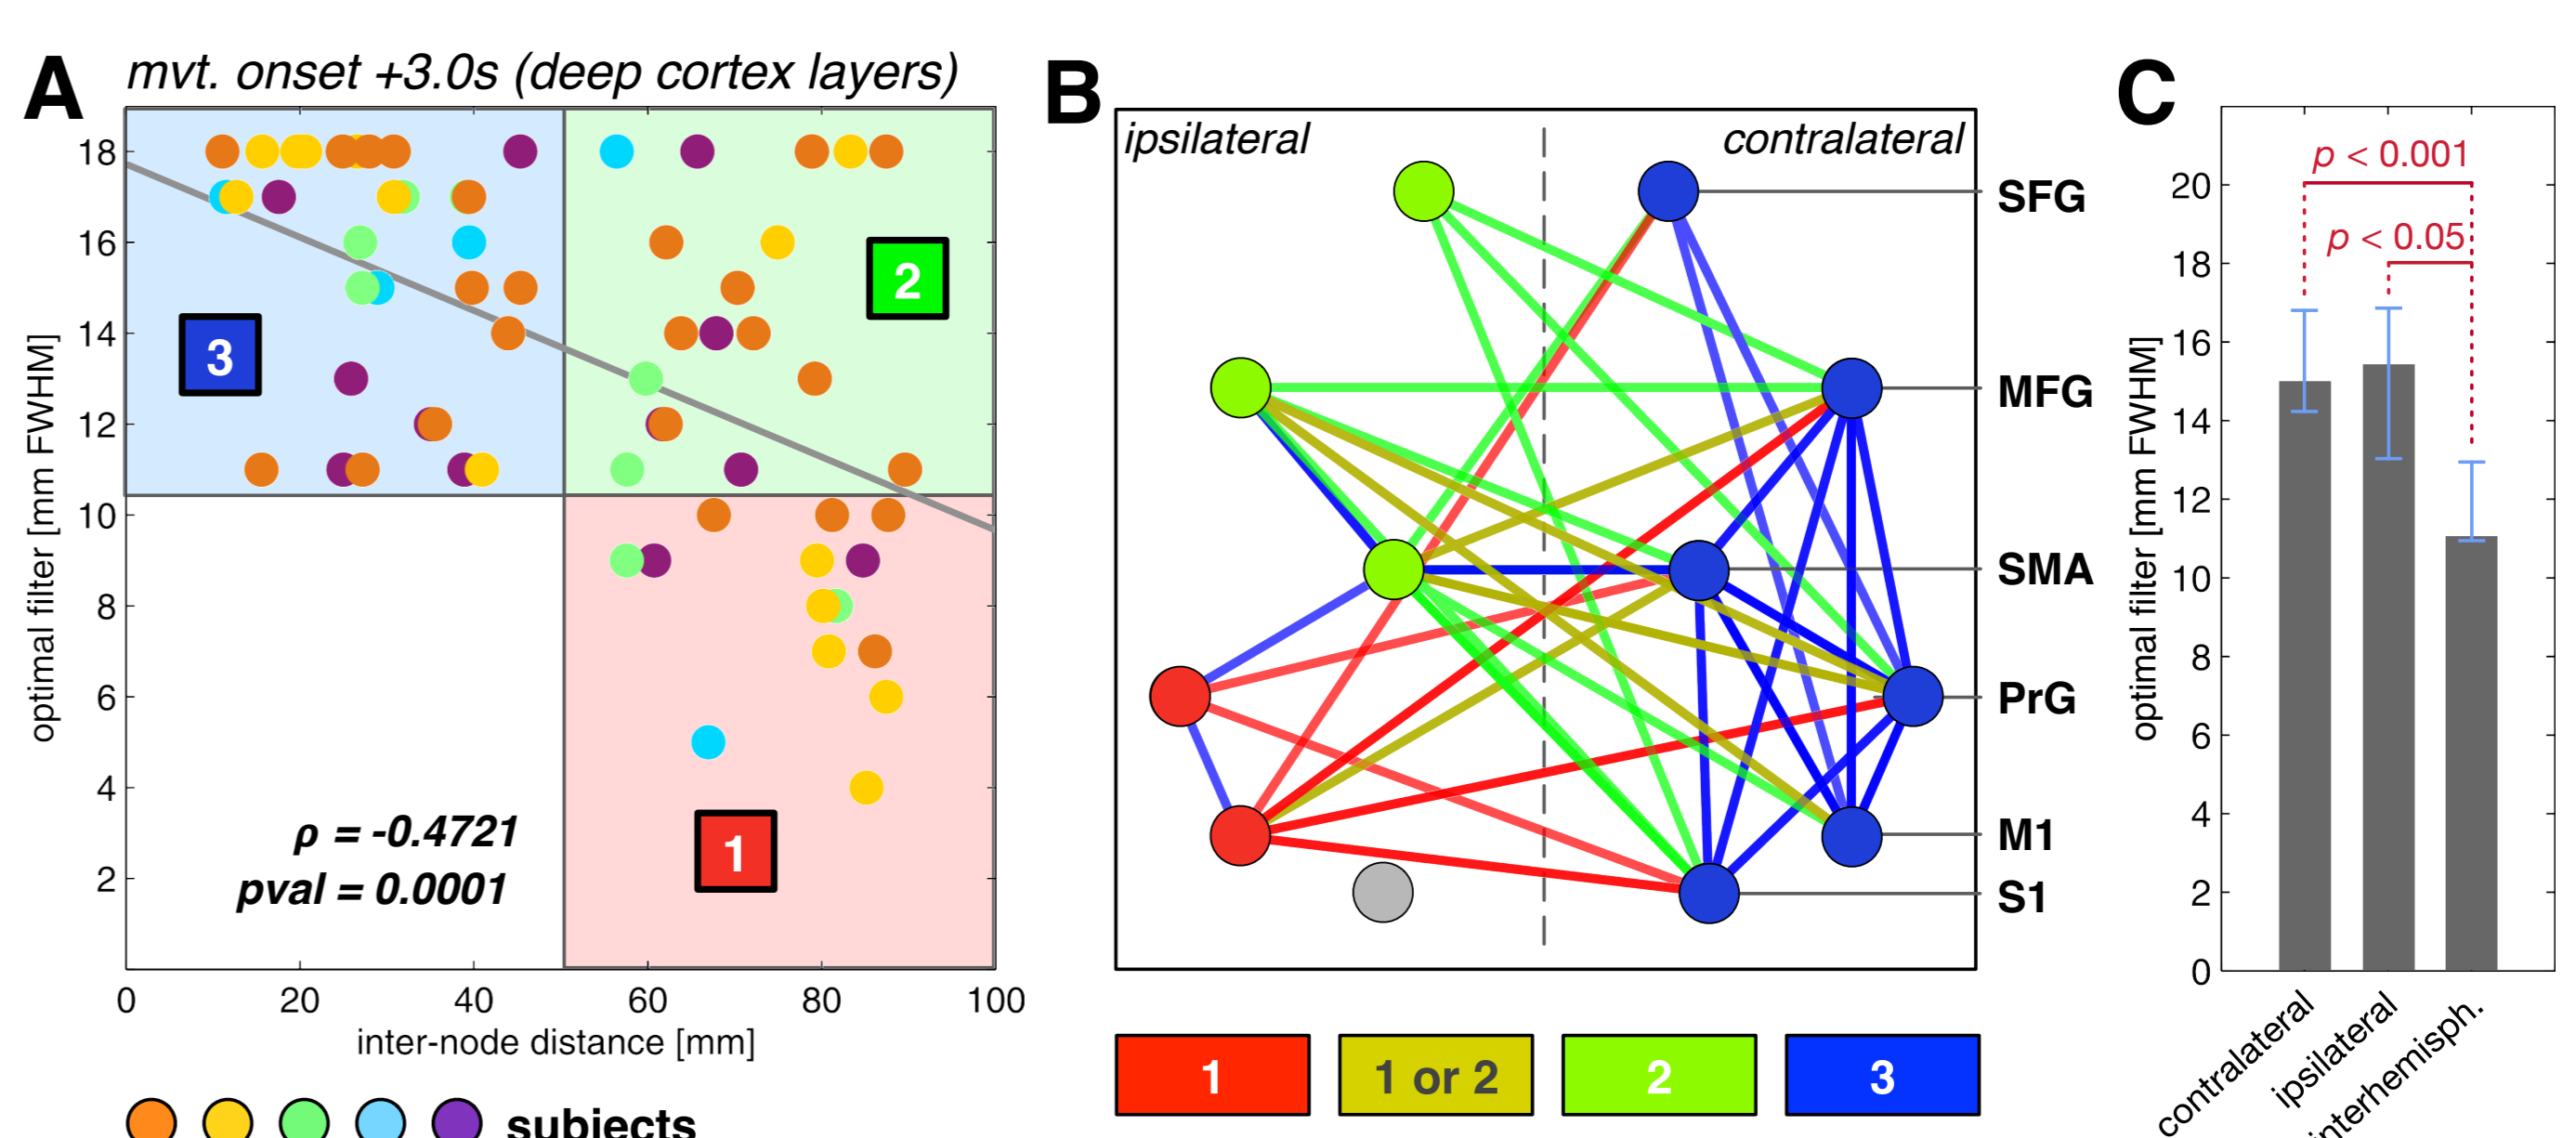 A
mvt. onset +3.0s (deep cortex layers)
optimal filter [mm FWHM]
18
16
14
12
10
8
6
4
2
3
2
1
ρ = -0.4721
pval = 0.0001
0 20 40 60 80 100
inter-node distance [mm]
subjects
B
ipsilateral contralateral
SFG
MFG
SMA
PrG
M1
S1
1 1 or 2 2 3
C
optimal filter [mm FWHM]
20
18
16
14
12
10
8
6
4
2
0
p < 0.001
p < 0.05
contralateral
ipsilateral
interhemisph.